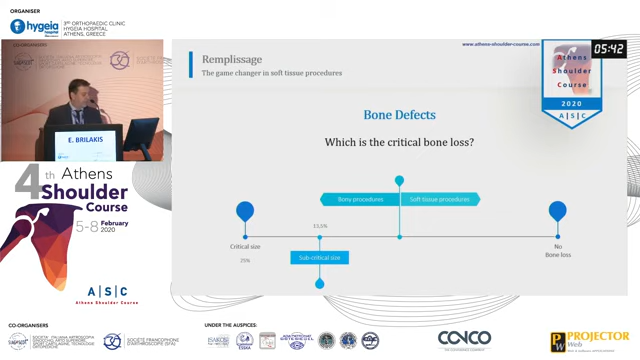 ORGANISER
hygeia
3RD ORTHOPAEDIC CLINIC
HYGEIA HOSPITAL
ATHENS, GREECE
CO-ORGANISERS
E. BRILAKIS
4th Athens
Shoulder
Course
5-8 February
2020
A|S|C
Athens Shoulder Course
Remplissage
The game changer in soft tissue procedures
www.athens-shoulder-course.com
05:42
Athens
Shoulder
Course
2020
A|S|C
Bone Defects
Which is the critical bone loss?
Bony procedures
Soft tissue procedures
13,5%
Critical size
25%
Sub-critical size
No
Bone loss
CO-ORGANISERS
UNDER THE AUSPICES:
SOCIÉTÉ FRANCOPHONE
D'ARTHROSCOPIE (SFA)
ESSKA
CONCO
PROJECTOR
PW
Web